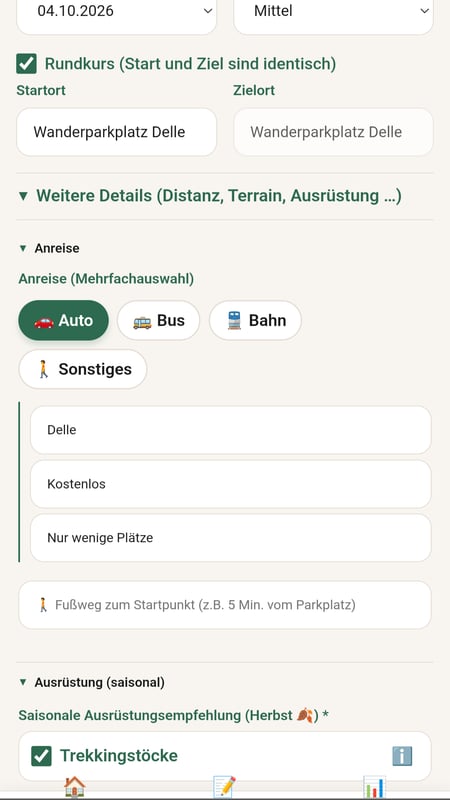 04.10.2026 Mittel
Rundkurs (Start und Ziel sind identisch)
Startort Zielort
Wanderparkplatz Delle Wanderparkplatz Delle
▼ Weitere Details (Distanz, Terrain, Ausrüstung …)
▼ Anreise
Anreise (Mehrfachauswahl)
🚗 Auto 🚌 Bus 🚆 Bahn
🚶 Sonstiges
Delle
Kostenlos
Nur wenige Plätze
🚶 Fußweg zum Startpunkt (z.B. 5 Min. vom Parkplatz)
▼ Ausrüstung (saisonal)
Saisonale Ausrüstungsempfehlung (Herbst 🍂) *
Trekkingstöcke ℹ️